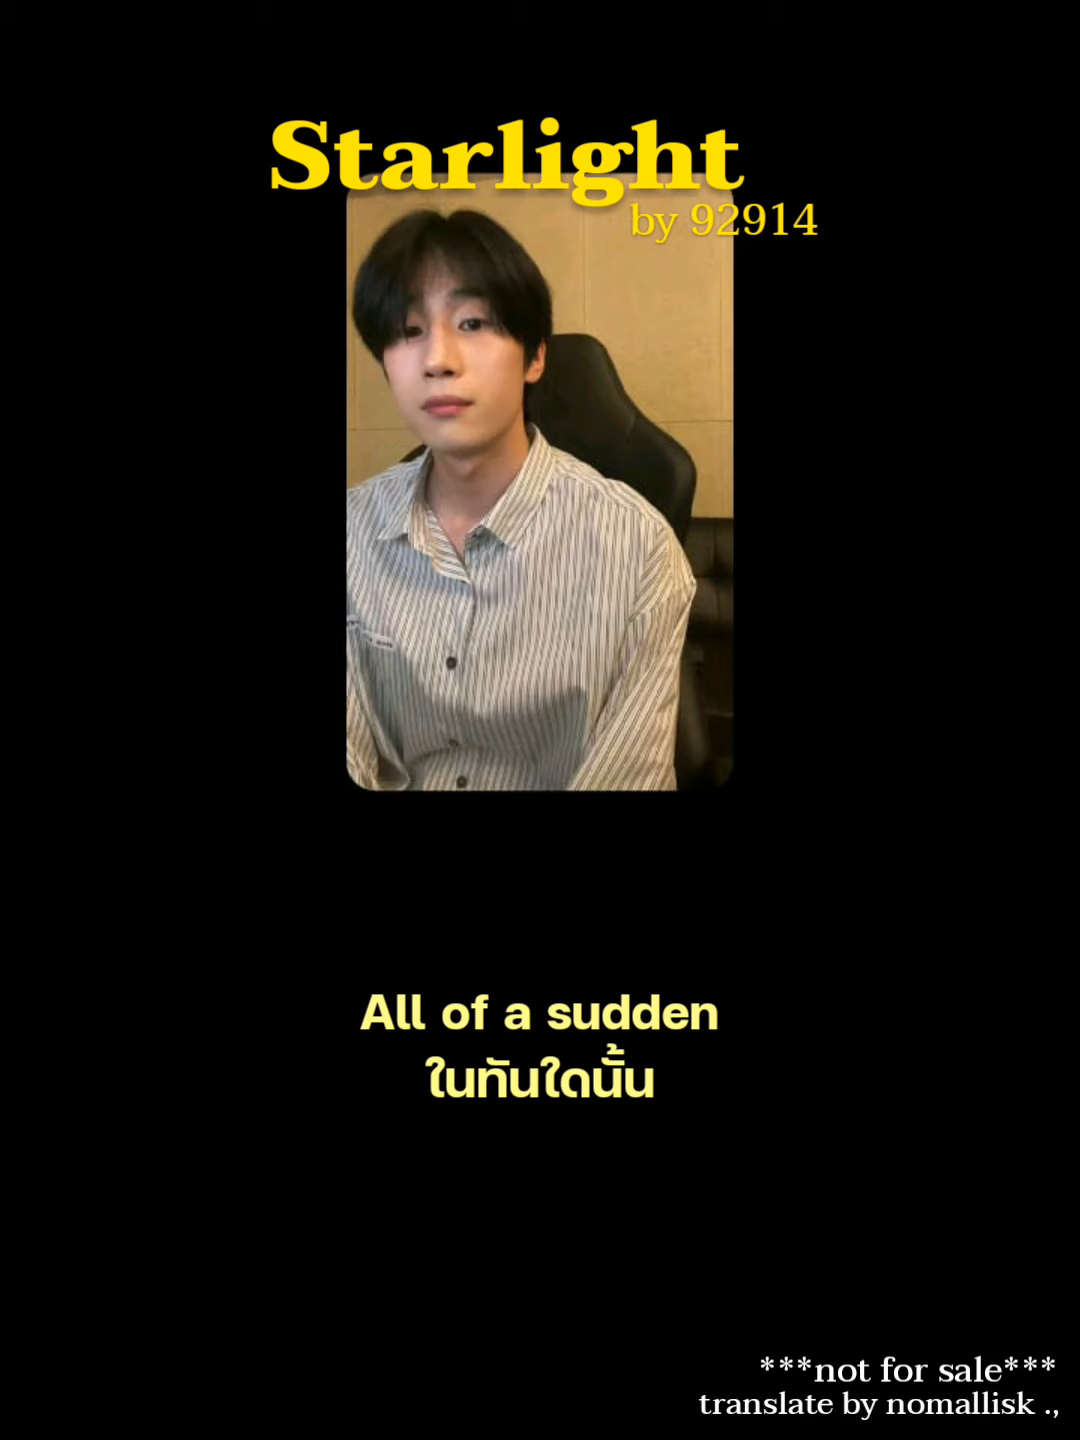 Starlight
by 92914
All of a sudden
ในทันใดนั้น
***not for sale***
translate by nomallisk .,